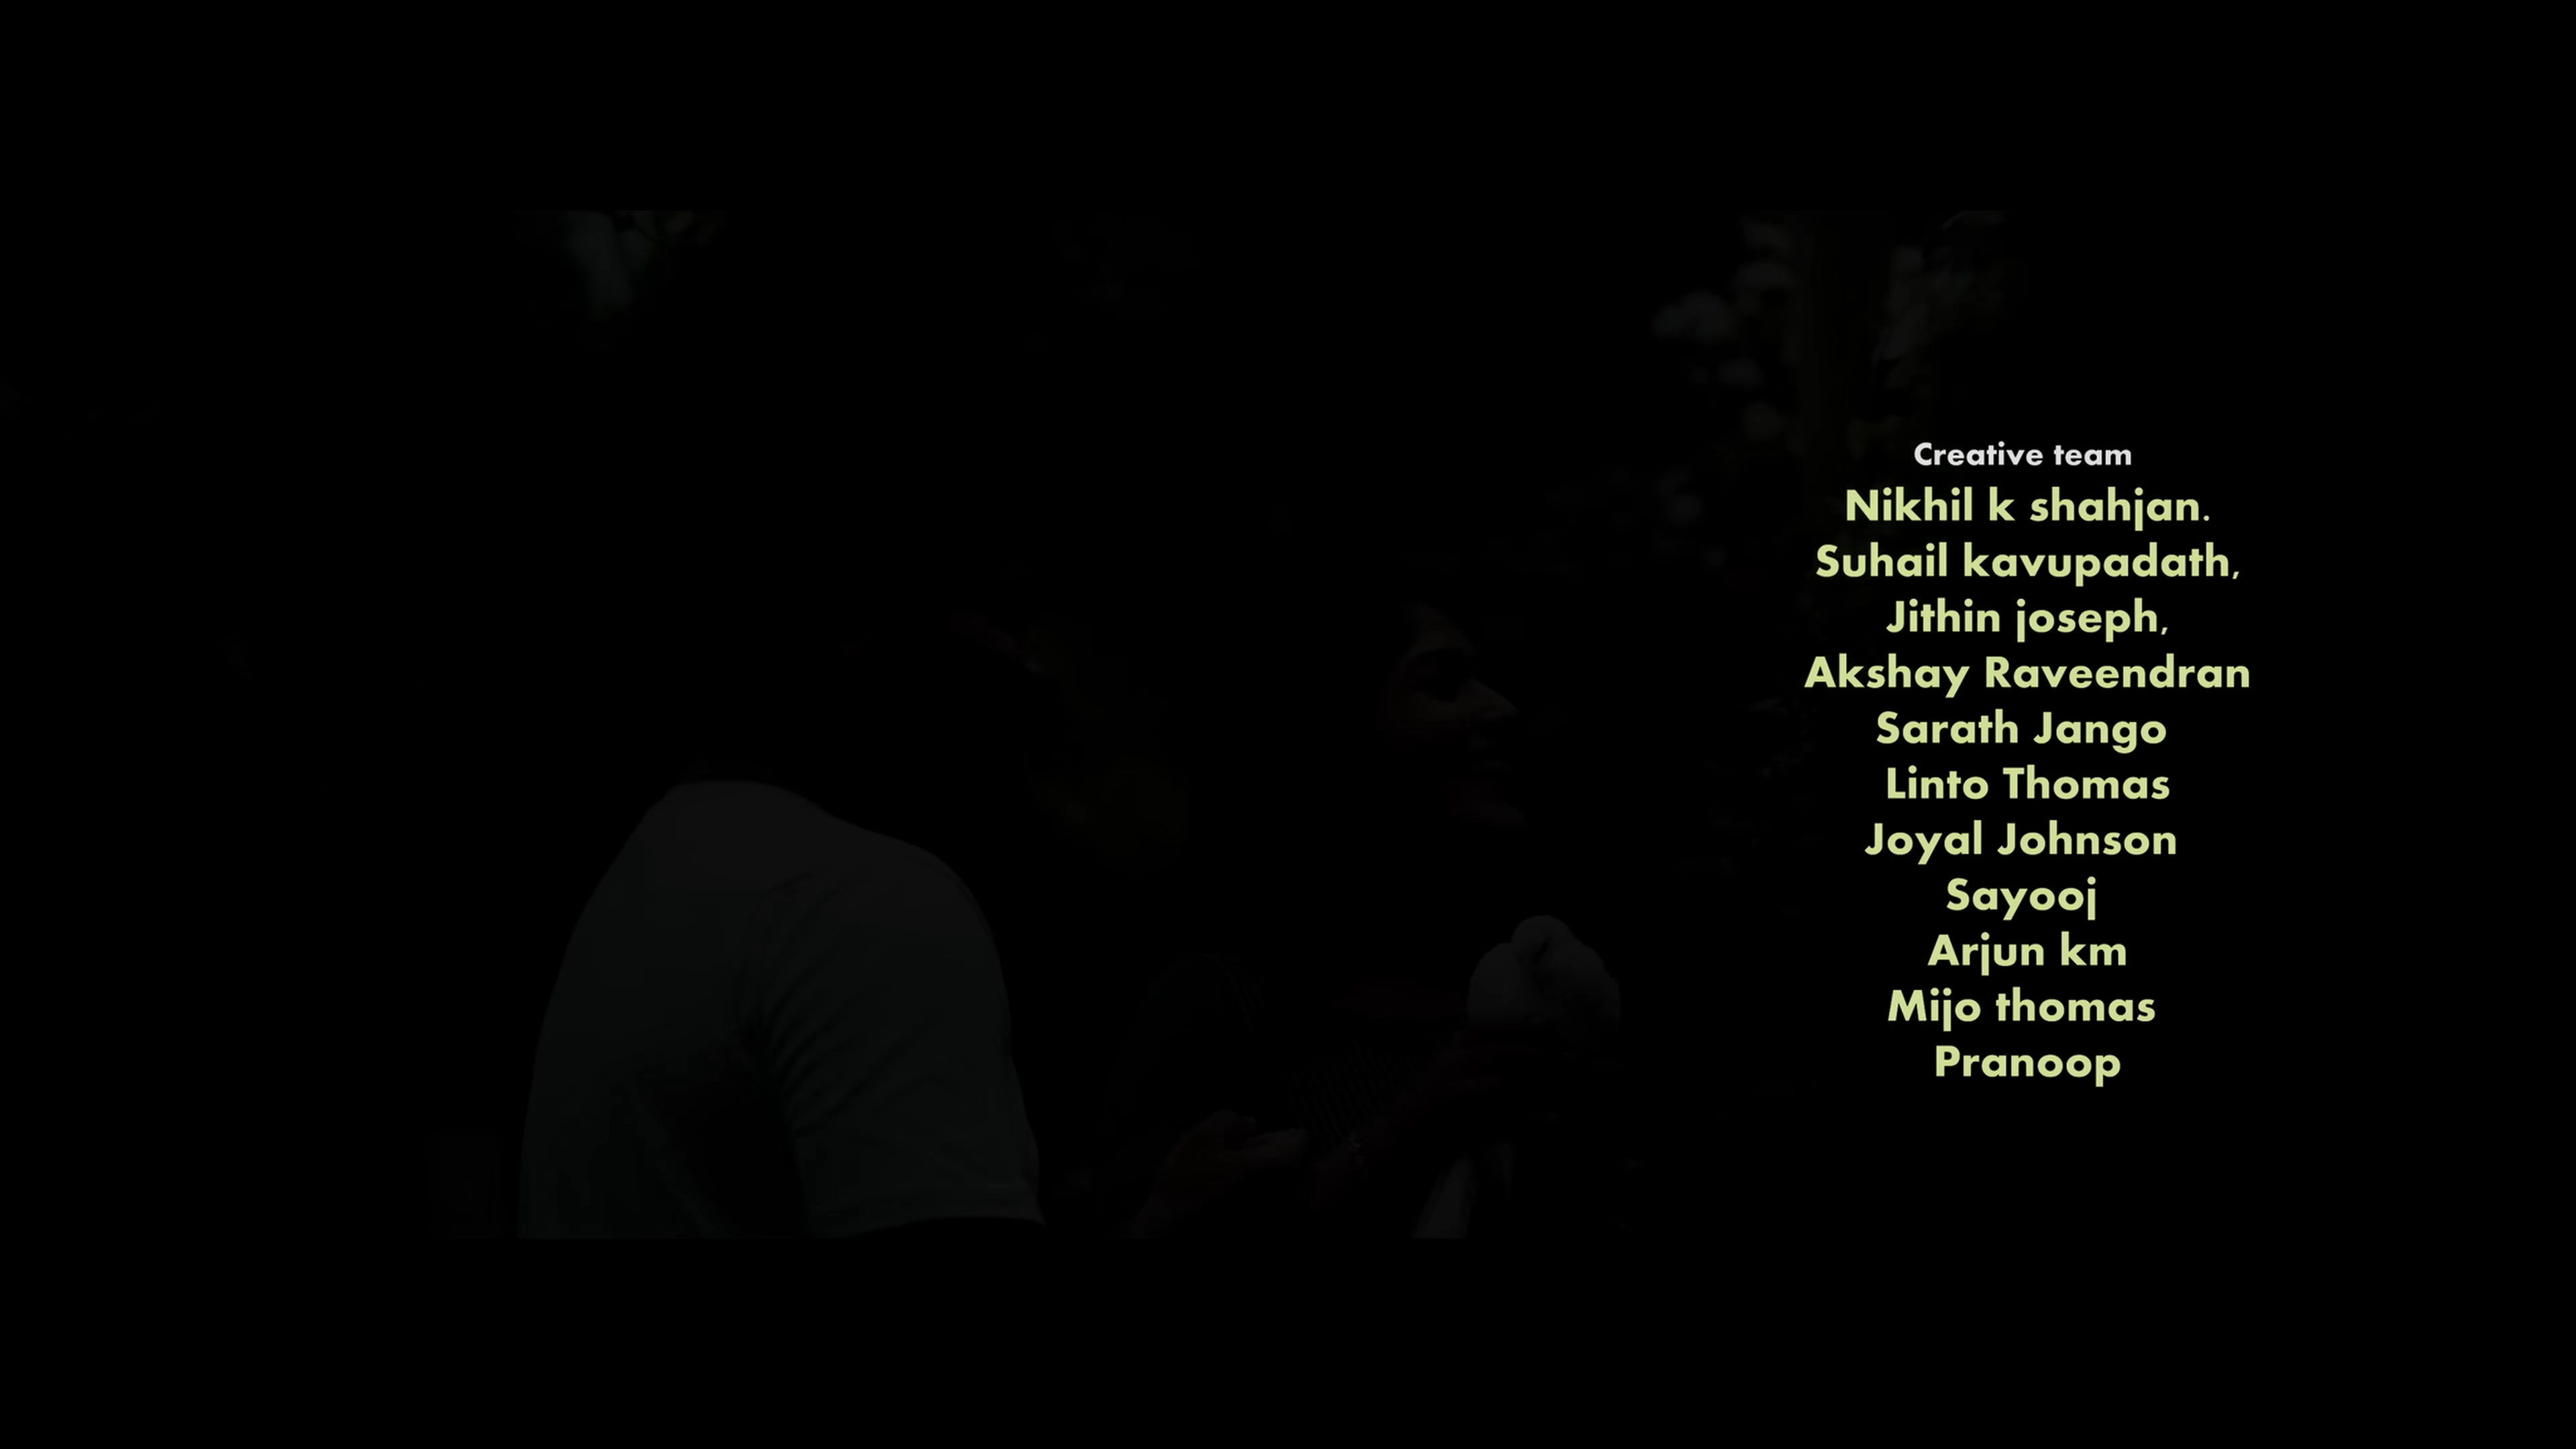 Creative team
Nikhil k shahjan.
Suhail kavupadath,
Jithin joseph,
Akshay Raveendran
Sarath Jango
Linto Thomas
Joyal Johnson
Sayooj
Arjun km
Mijo thomas
Pranoop